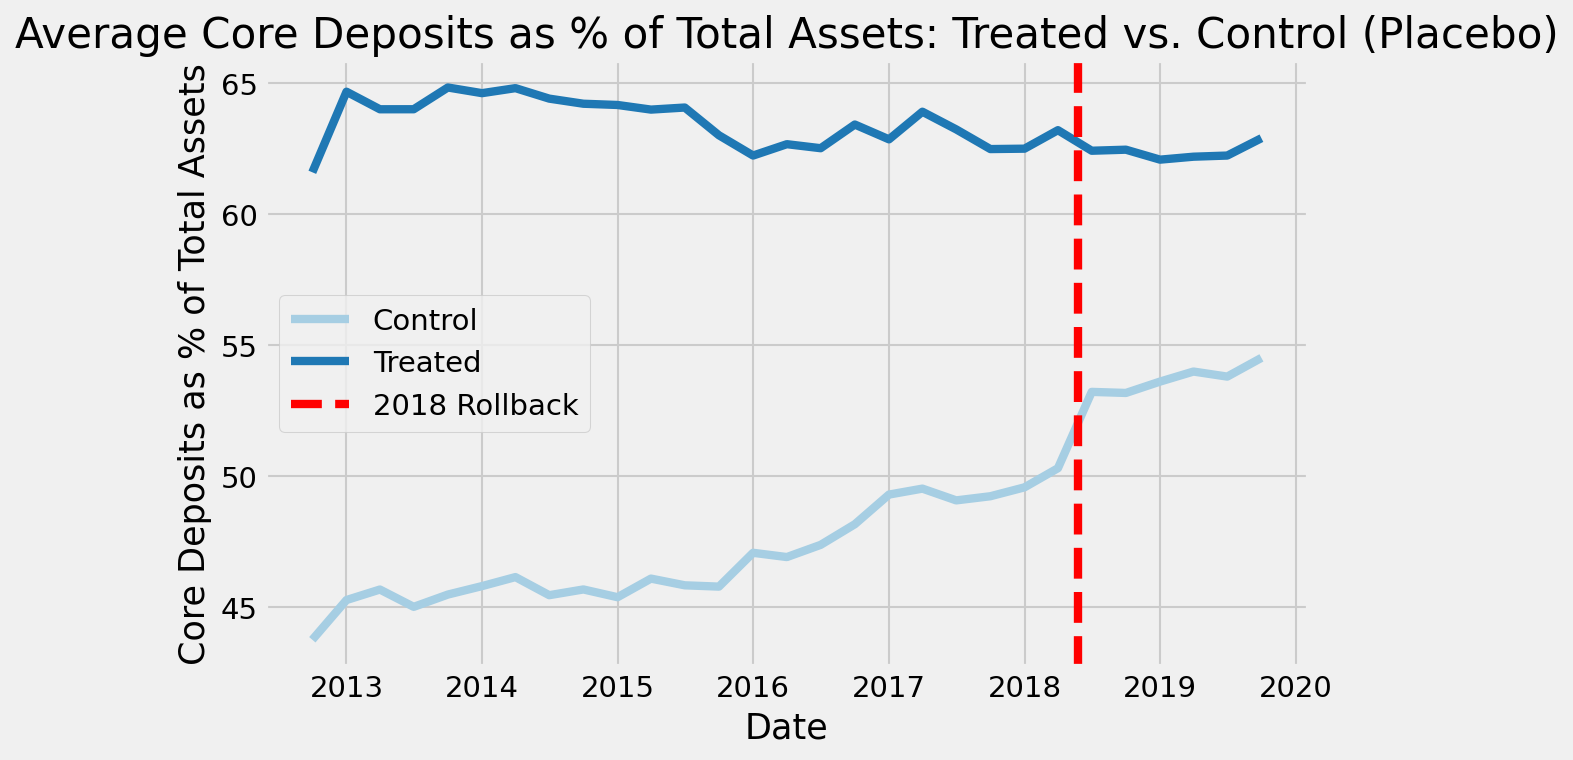 Average Core Deposits as % of Total Assets: Treated vs. Control (Placebo)
Core Deposits as % of Total Assets
65
60
55
50
45
Control
Treated
2018 Rollback
2013 2014 2015 2016 2017 2018 2019 2020
Date